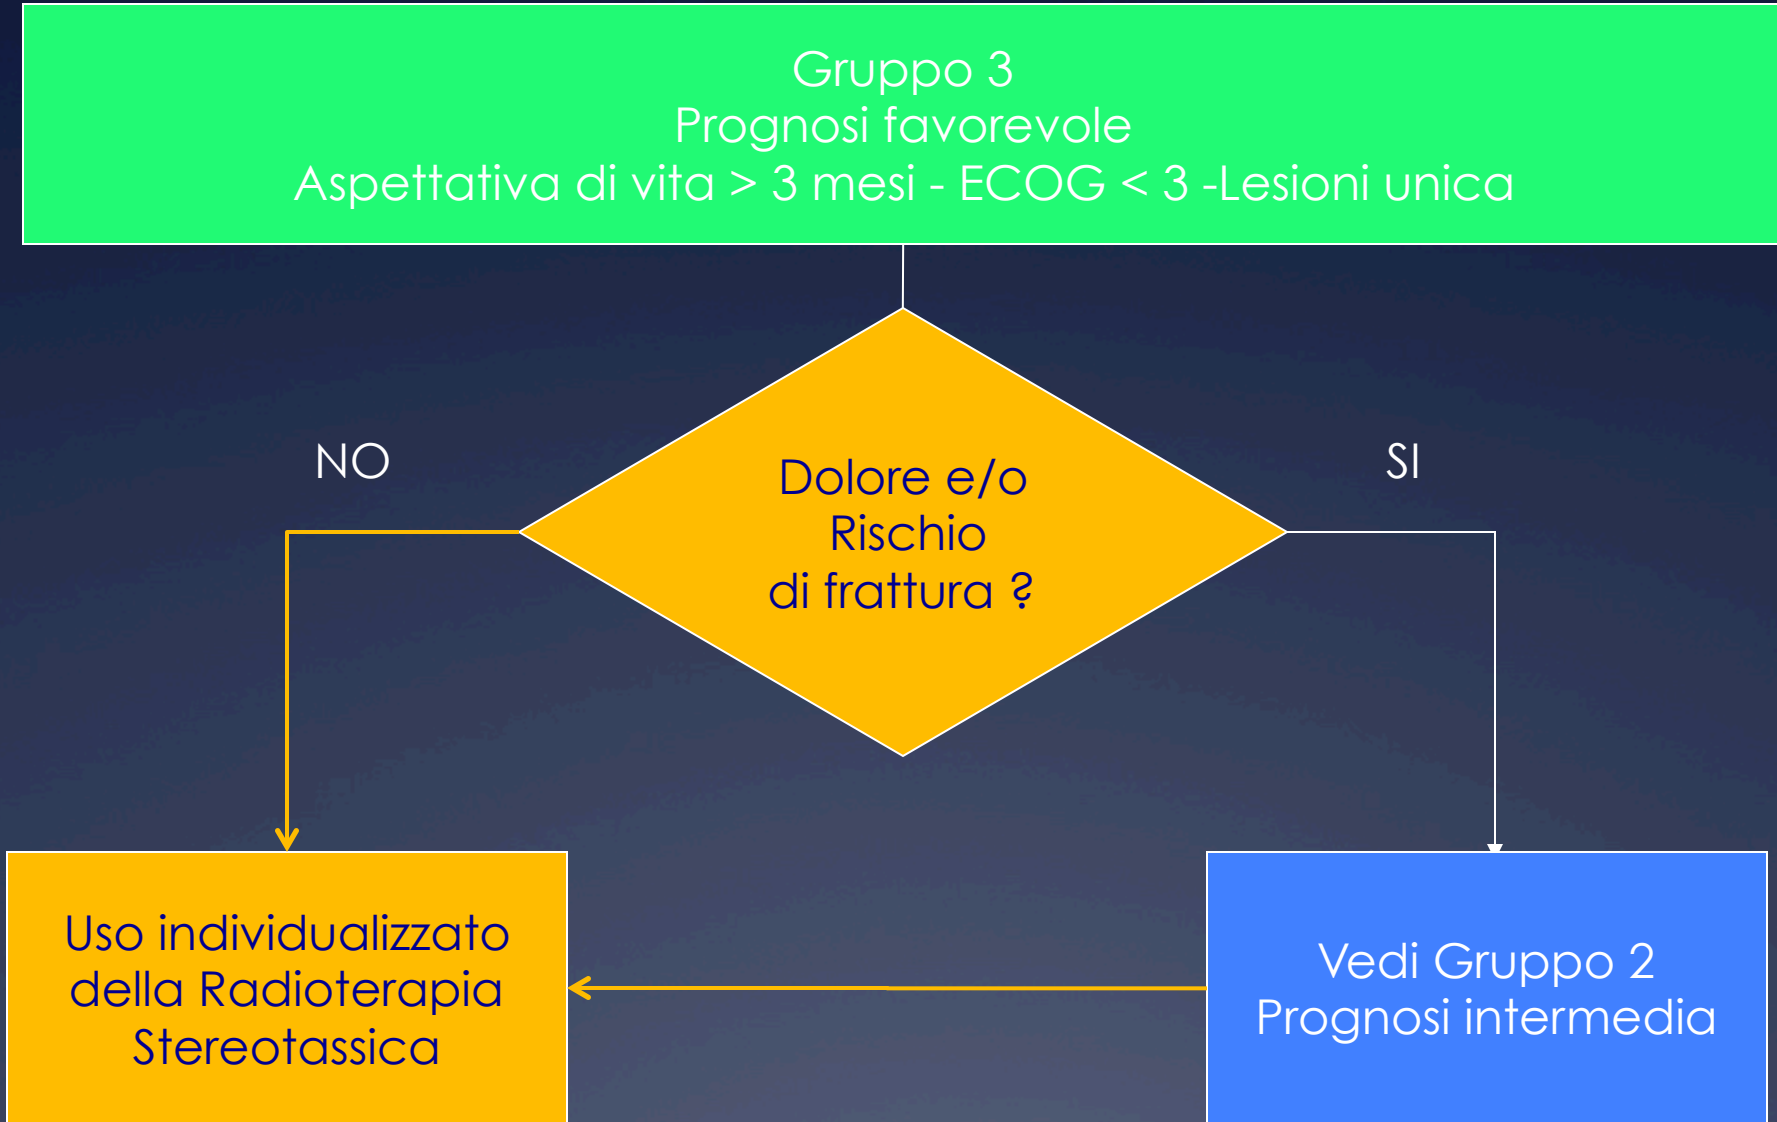 Gruppo 3
Prognosi favorevole
Aspettativa di vita > 3 mesi - ECOG < 3 -Lesioni unica
NO
SI
Dolore e/o
Rischio
di frattura ?
Uso individualizzato
della Radioterapia
Stereotassica
Vedi Gruppo 2
Prognosi intermedia